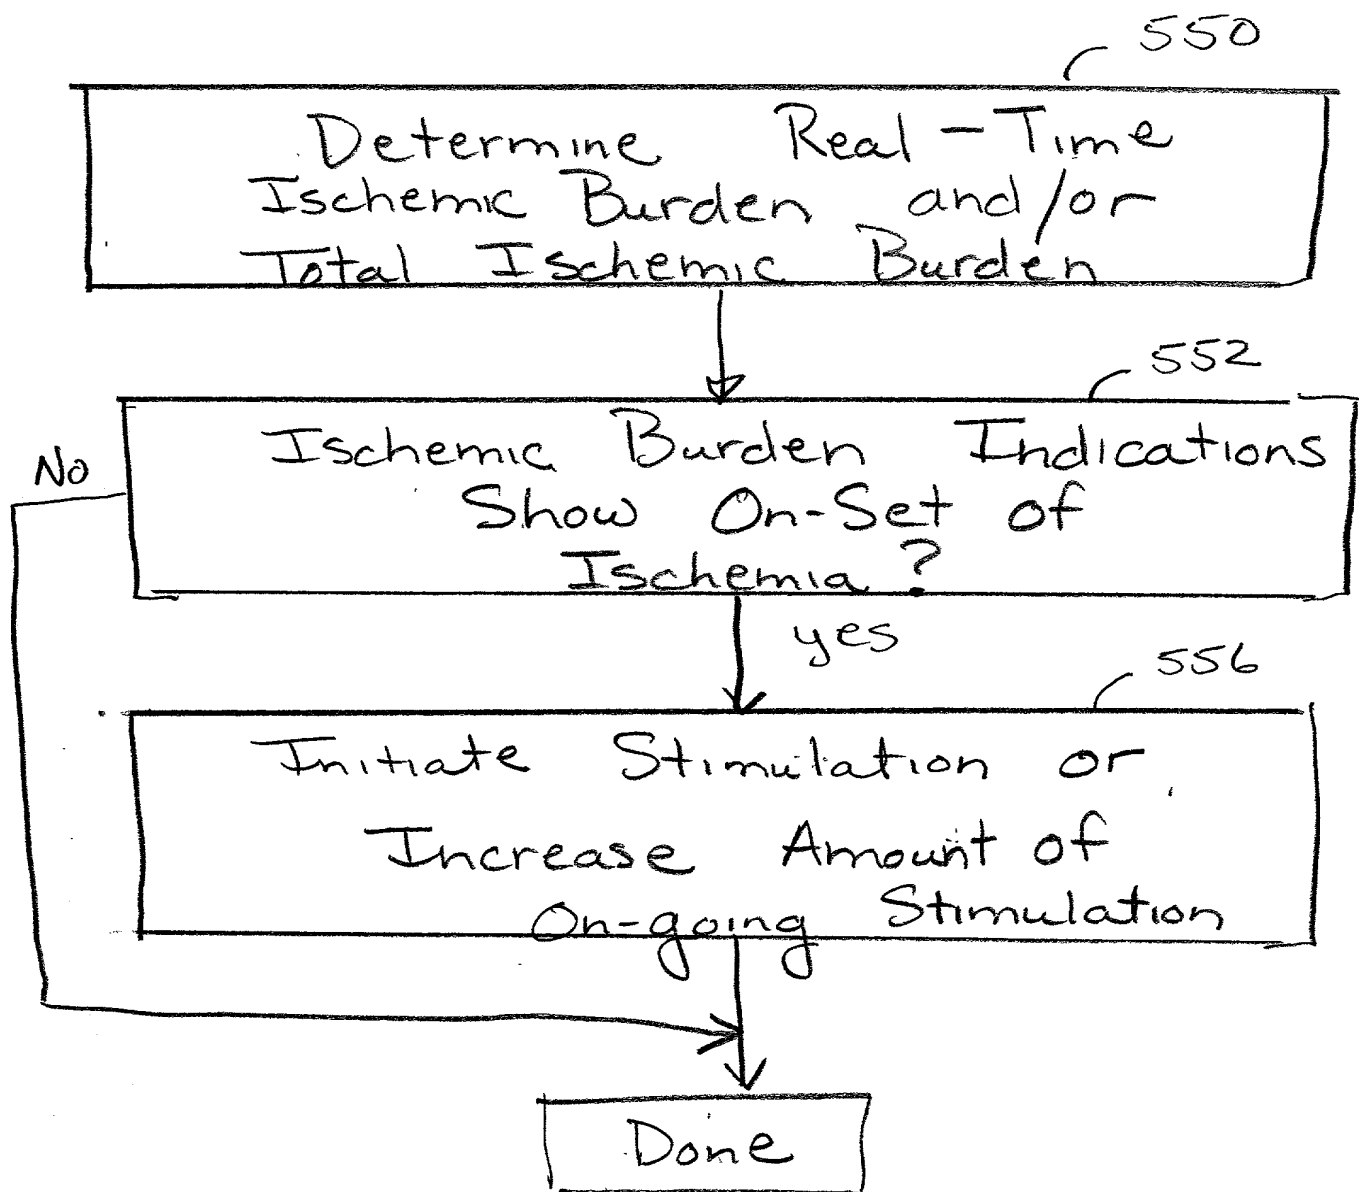 550
Determine Real-Time
Ischemic Burden and/or
Total Ischemic Burden
552
No
Ischemic Burden Indications
Show On-Set of
Ischemia?
yes
556
Initiate Stimulation or
Increase Amount of
On-going Stimulation
Done